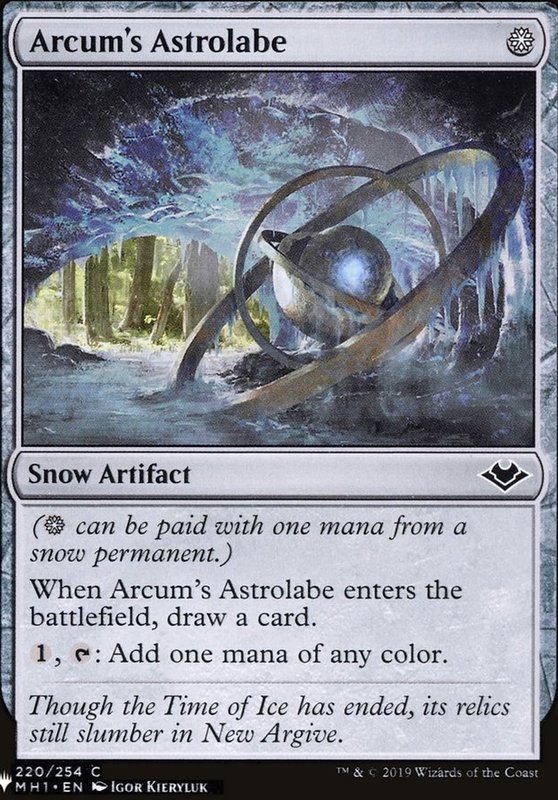 Arcum's Astrolabe
Snow Artifact
( can be paid with one mana from a
snow permanent.)
When Arcum's Astrolabe enters the
battlefield, draw a card.
1, : Add one mana of any color.
Though the Time of Ice has ended, its relics
still slumber in New Argive.
220/254 C
MH1 • EN Igor Kieryluk
™ & © 2019 Wizards of the Coast